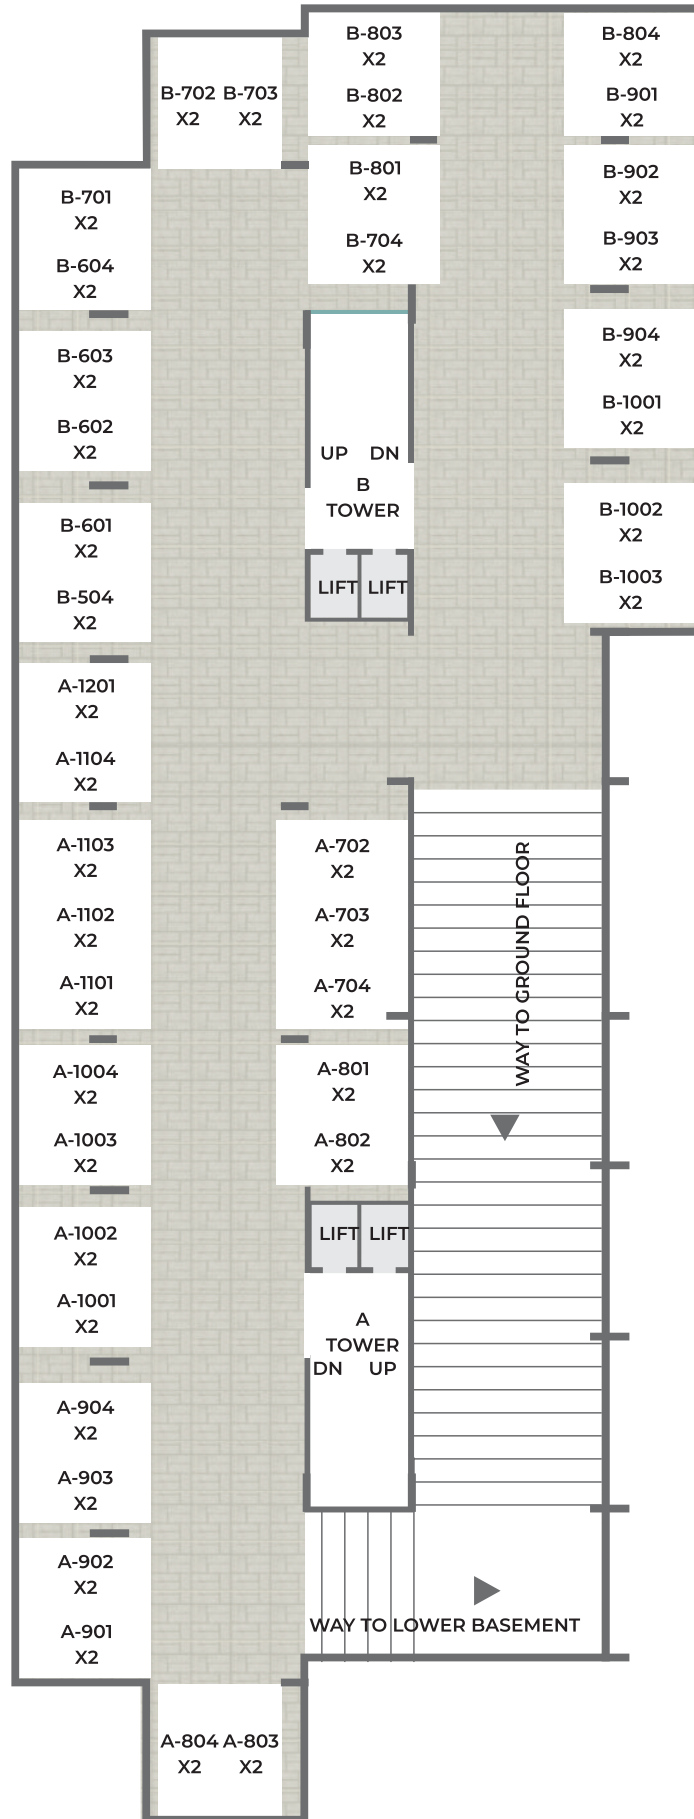 B-803
X2
B-802
X2
B-804
X2
B-901
X2
B-702 B-703
X2 X2
B-801
X2
B-704
X2
B-902
X2
B-903
X2
B-701
X2
B-604
X2
B-603
X2
B-602
X2
B-904
X2
B-1001
X2
UP DN
B
TOWER
LIFT LIFT
B-601
X2
B-504
X2
B-1002
X2
B-1003
X2
A-1201
X2
A-1104
X2
A-1103
X2
A-1102
X2
A-1101
X2
A-702
X2
A-703
X2
A-704
X2
WAY TO GROUND FLOOR
A-1004
X2
A-1003
X2
A-801
X2
A-802
X2
A-1002
X2
A-1001
X2
LIFT LIFT
A
TOWER
DN UP
A-904
X2
A-903
X2
A-902
X2
A-901
X2
WAY TO LOWER BASEMENT
A-804 A-803
X2 X2